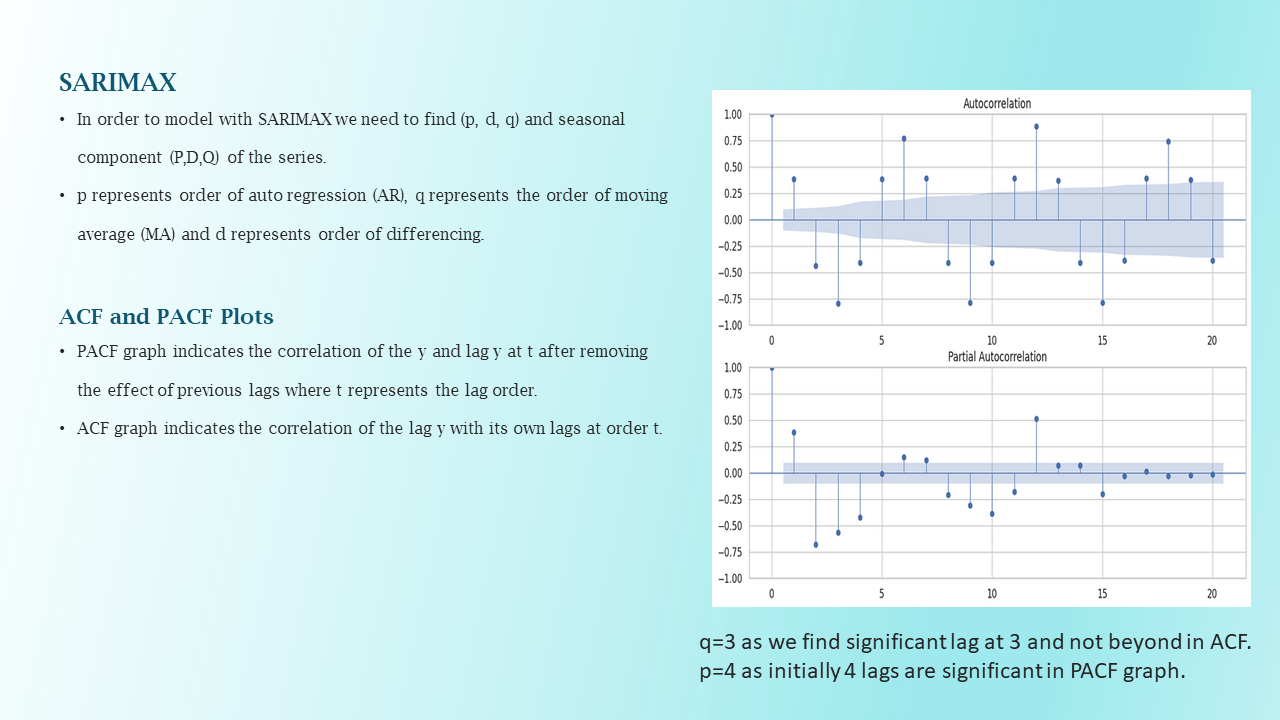 SARIMAX
• In order to model with SARIMAX we need to find (p, d, q) and seasonal
component (P,D,Q) of the series.
• p represents order of auto regression (AR), q represents the order of moving
average (MA) and d represents order of differencing.
ACF and PACF Plots
• PACF graph indicates the correlation of the y and lag y at t after removing
the effect of previous lags where t represents the lag order.
• ACF graph indicates the correlation of the lag y with its own lags at order t.
Autocorrelation
1.00
0.75
0.50
0.25
0.00
−0.25
−0.50
−0.75
−1.00
0 5 10 15 20
Partial Autocorrelation
1.00
0.75
0.50
0.25
0.00
−0.25
−0.50
−0.75
−1.00
0 5 10 15 20
q=3 as we find significant lag at 3 and not beyond in ACF.
p=4 as initially 4 lags are significant in PACF graph.